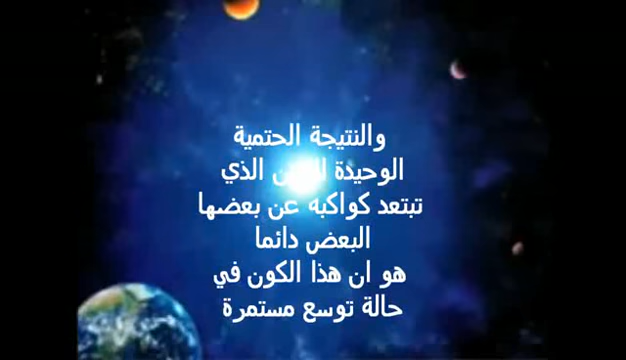 والنتيجة الحتمية
الوحيدة الذي
تبتعد كواكبه عن بعضها
البعض دائما
هو ان هذا الكون في
حالة توسع مستمرة